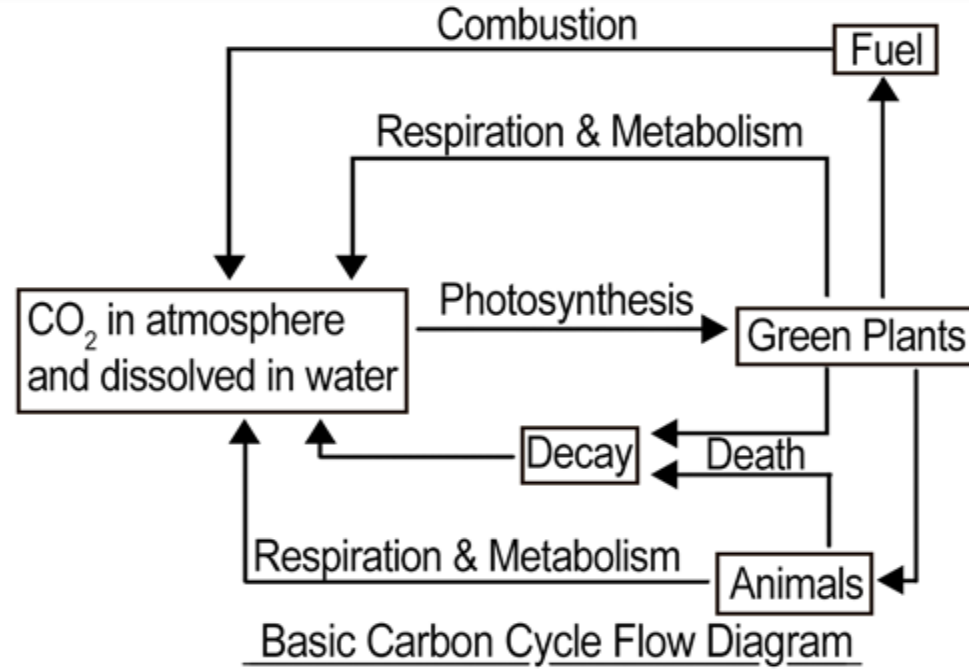 Combustion
Fuel
Respiration & Metabolism
CO₂ in atmosphere
and dissolved in water
Photosynthesis
Green Plants
Decay
Death
Respiration & Metabolism
Animals
Basic Carbon Cycle Flow Diagram